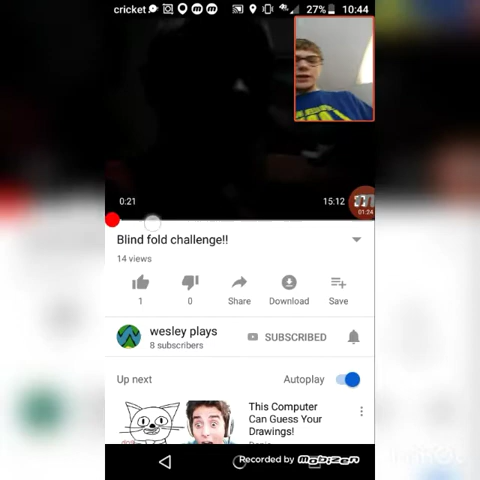 cricket 27% 10:44
0:21 15:12
01:24
Blind fold challenge!!
14 views
1 0 Share Download Save
wesley plays SUBSCRIBED
8 subscribers
Up next Autoplay
This Computer
Can Guess Your
Drawings!
Recorded by mobizen